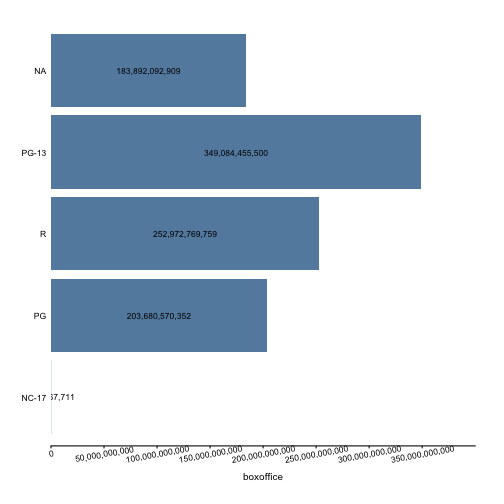 NA
183,892,092,909
PG-13
349,084,455,500
R
252,972,769,759
PG
203,680,570,352
NC-17
57,711
0
50,000,000,000
100,000,000,000
150,000,000,000
200,000,000,000
250,000,000,000
300,000,000,000
350,000,000,000
boxoffice